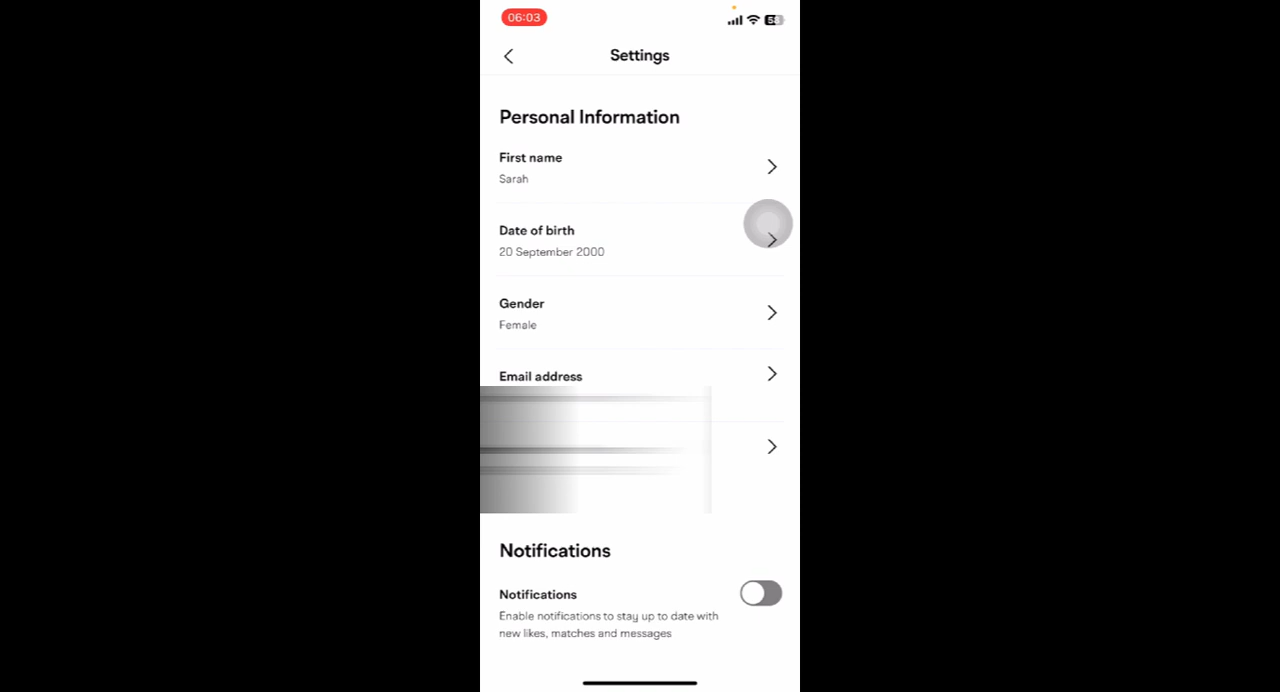 06:03
Settings
Personal Information
First name
Sarah
Date of birth
20 September 2000
Gender
Female
Email address
Notifications
Notifications
Enable notifications to stay up to date with
new likes, matches and messages